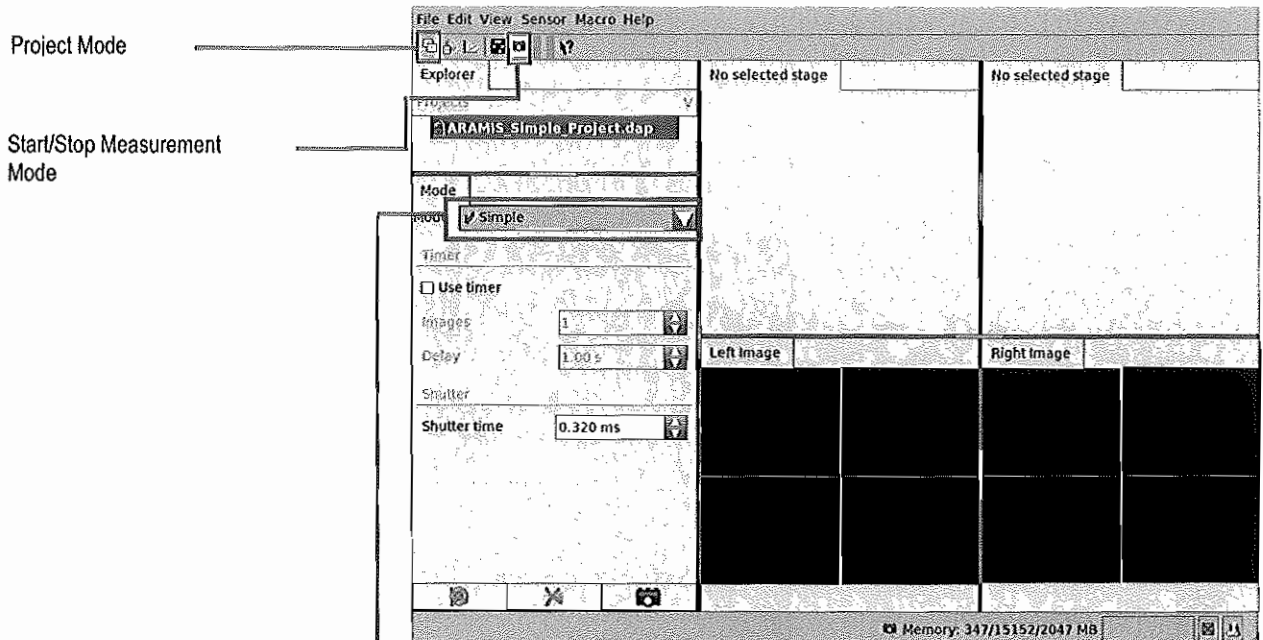 Project Mode
Start/Stop Measurement
Mode
File Edit View Sensor Macro Help
Explorer
Projects
ARAMIS_Simple_Project.dap
Mode
Mode Simple
Timer
Use timer
Images 1
Delay 1.00 s
Shutter
Shutter time 0.320 ms
No selected stage
No selected stage
Left Image
Right Image
Memory: 347/15152/2047 MB